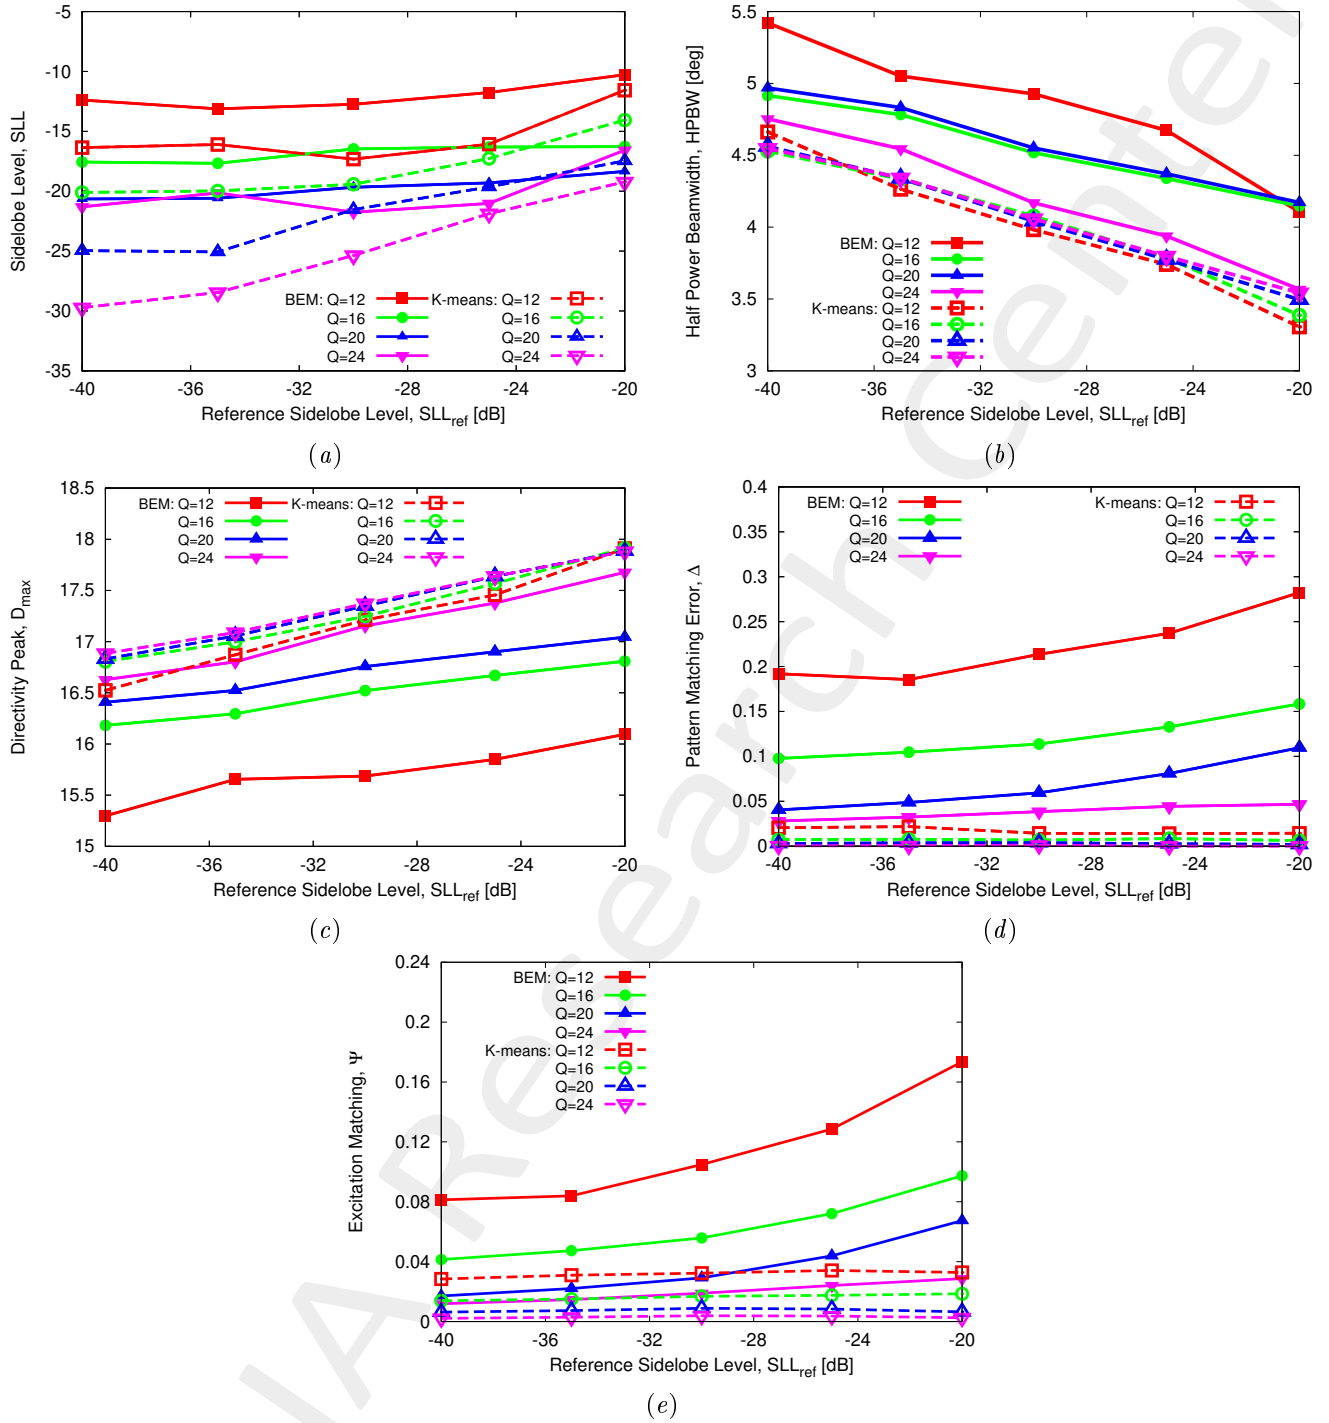 -5
-10
-15
-20
-25
-30
-35
-40 -36 -32 -28 -24 -20
Sidelobe Level, SLL
Reference Sidelobe Level, SLLref [dB]
BEM: Q=12
Q=16
Q=20
Q=24
K-means: Q=12
Q=16
Q=20
Q=24
(a)
5.5
5
4.5
4
3.5
3
-40 -36 -32 -28 -24 -20
Half Power Beamwidth, HPBW [deg]
Reference Sidelobe Level, SLLref [dB]
BEM: Q=12
Q=16
Q=20
Q=24
K-means: Q=12
Q=16
Q=20
Q=24
(b)
18.5
18
17.5
17
16.5
16
15.5
15
-40 -36 -32 -28 -24 -20
Directivity Peak, Dmax
Reference Sidelobe Level, SLLref [dB]
BEM: Q=12
Q=16
Q=20
Q=24
K-means: Q=12
Q=16
Q=20
Q=24
(c)
0.4
0.35
0.3
0.25
0.2
0.15
0.1
0.05
0
-40 -36 -32 -28 -24 -20
Pattern Matching Error, Δ
Reference Sidelobe Level, SLLref [dB]
BEM: Q=12
Q=16
Q=20
Q=24
K-means: Q=12
Q=16
Q=20
Q=24
(d)
0.24
0.2
0.16
0.12
0.08
0.04
0
-40 -36 -32 -28 -24 -20
Excitation Matching, Ψ
Reference Sidelobe Level, SLLref [dB]
BEM: Q=12
Q=16
Q=20
Q=24
K-means: Q=12
Q=16
Q=20
Q=24
(e)
IA Research Center